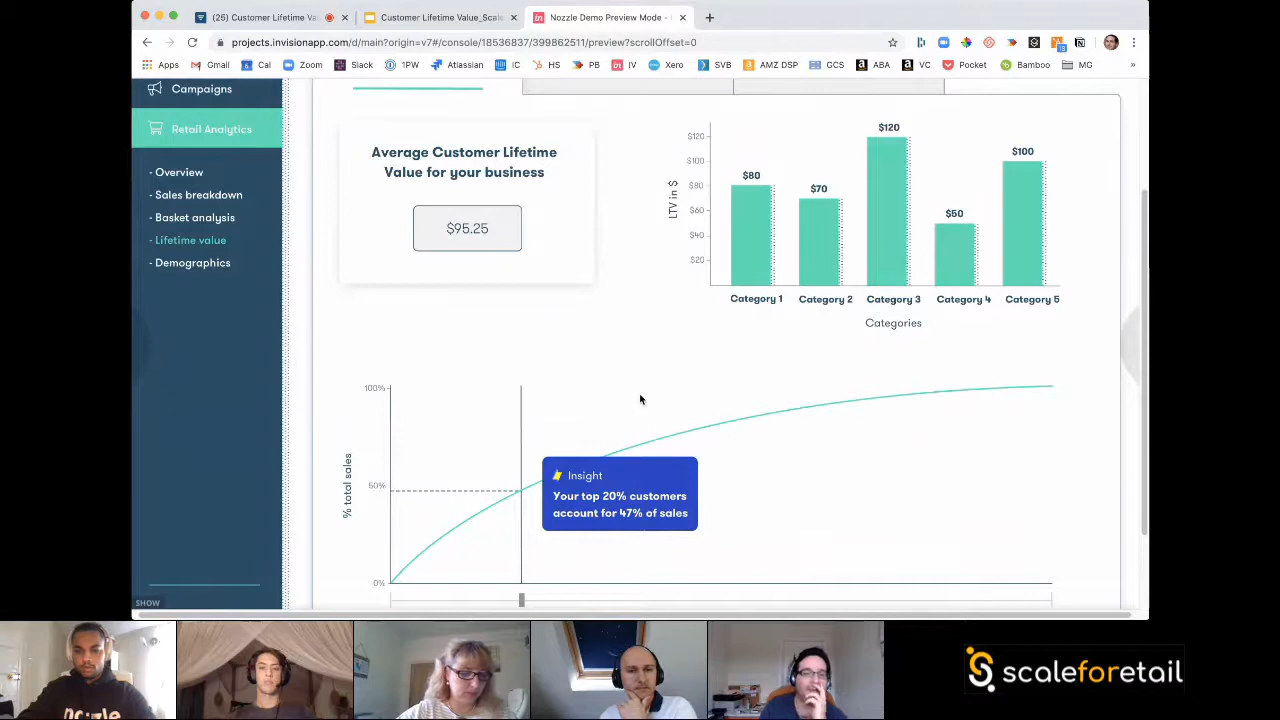 (25) Customer Lifetime Va
Customer Lifetime Value_Scale
Nozzle Demo Preview Mode -
projects.invisionapp.com/d/main?origin=v7#/console/18536837/399862511/preview?scrollOffset=0
Apps Gmail Cal Zoom Slack 1PW Atlassian IC HS PB IV Xero SVB AMZ DSP GCS ABA VC Pocket Bamboo MG »
Campaigns
Retail Analytics
- Overview
- Sales breakdown
- Basket analysis
- Lifetime value
- Demographics
SHOW
Average Customer Lifetime
Value for your business
$95.25
LTV in $
$120
$100
$80
$60
$40
$20
$80
$70
$120
$50
$100
Category 1 Category 2 Category 3 Category 4 Category 5
Categories
% total sales
100%
50%
0%
Insight
Your top 20% customers
account for 47% of sales
scaleforetail